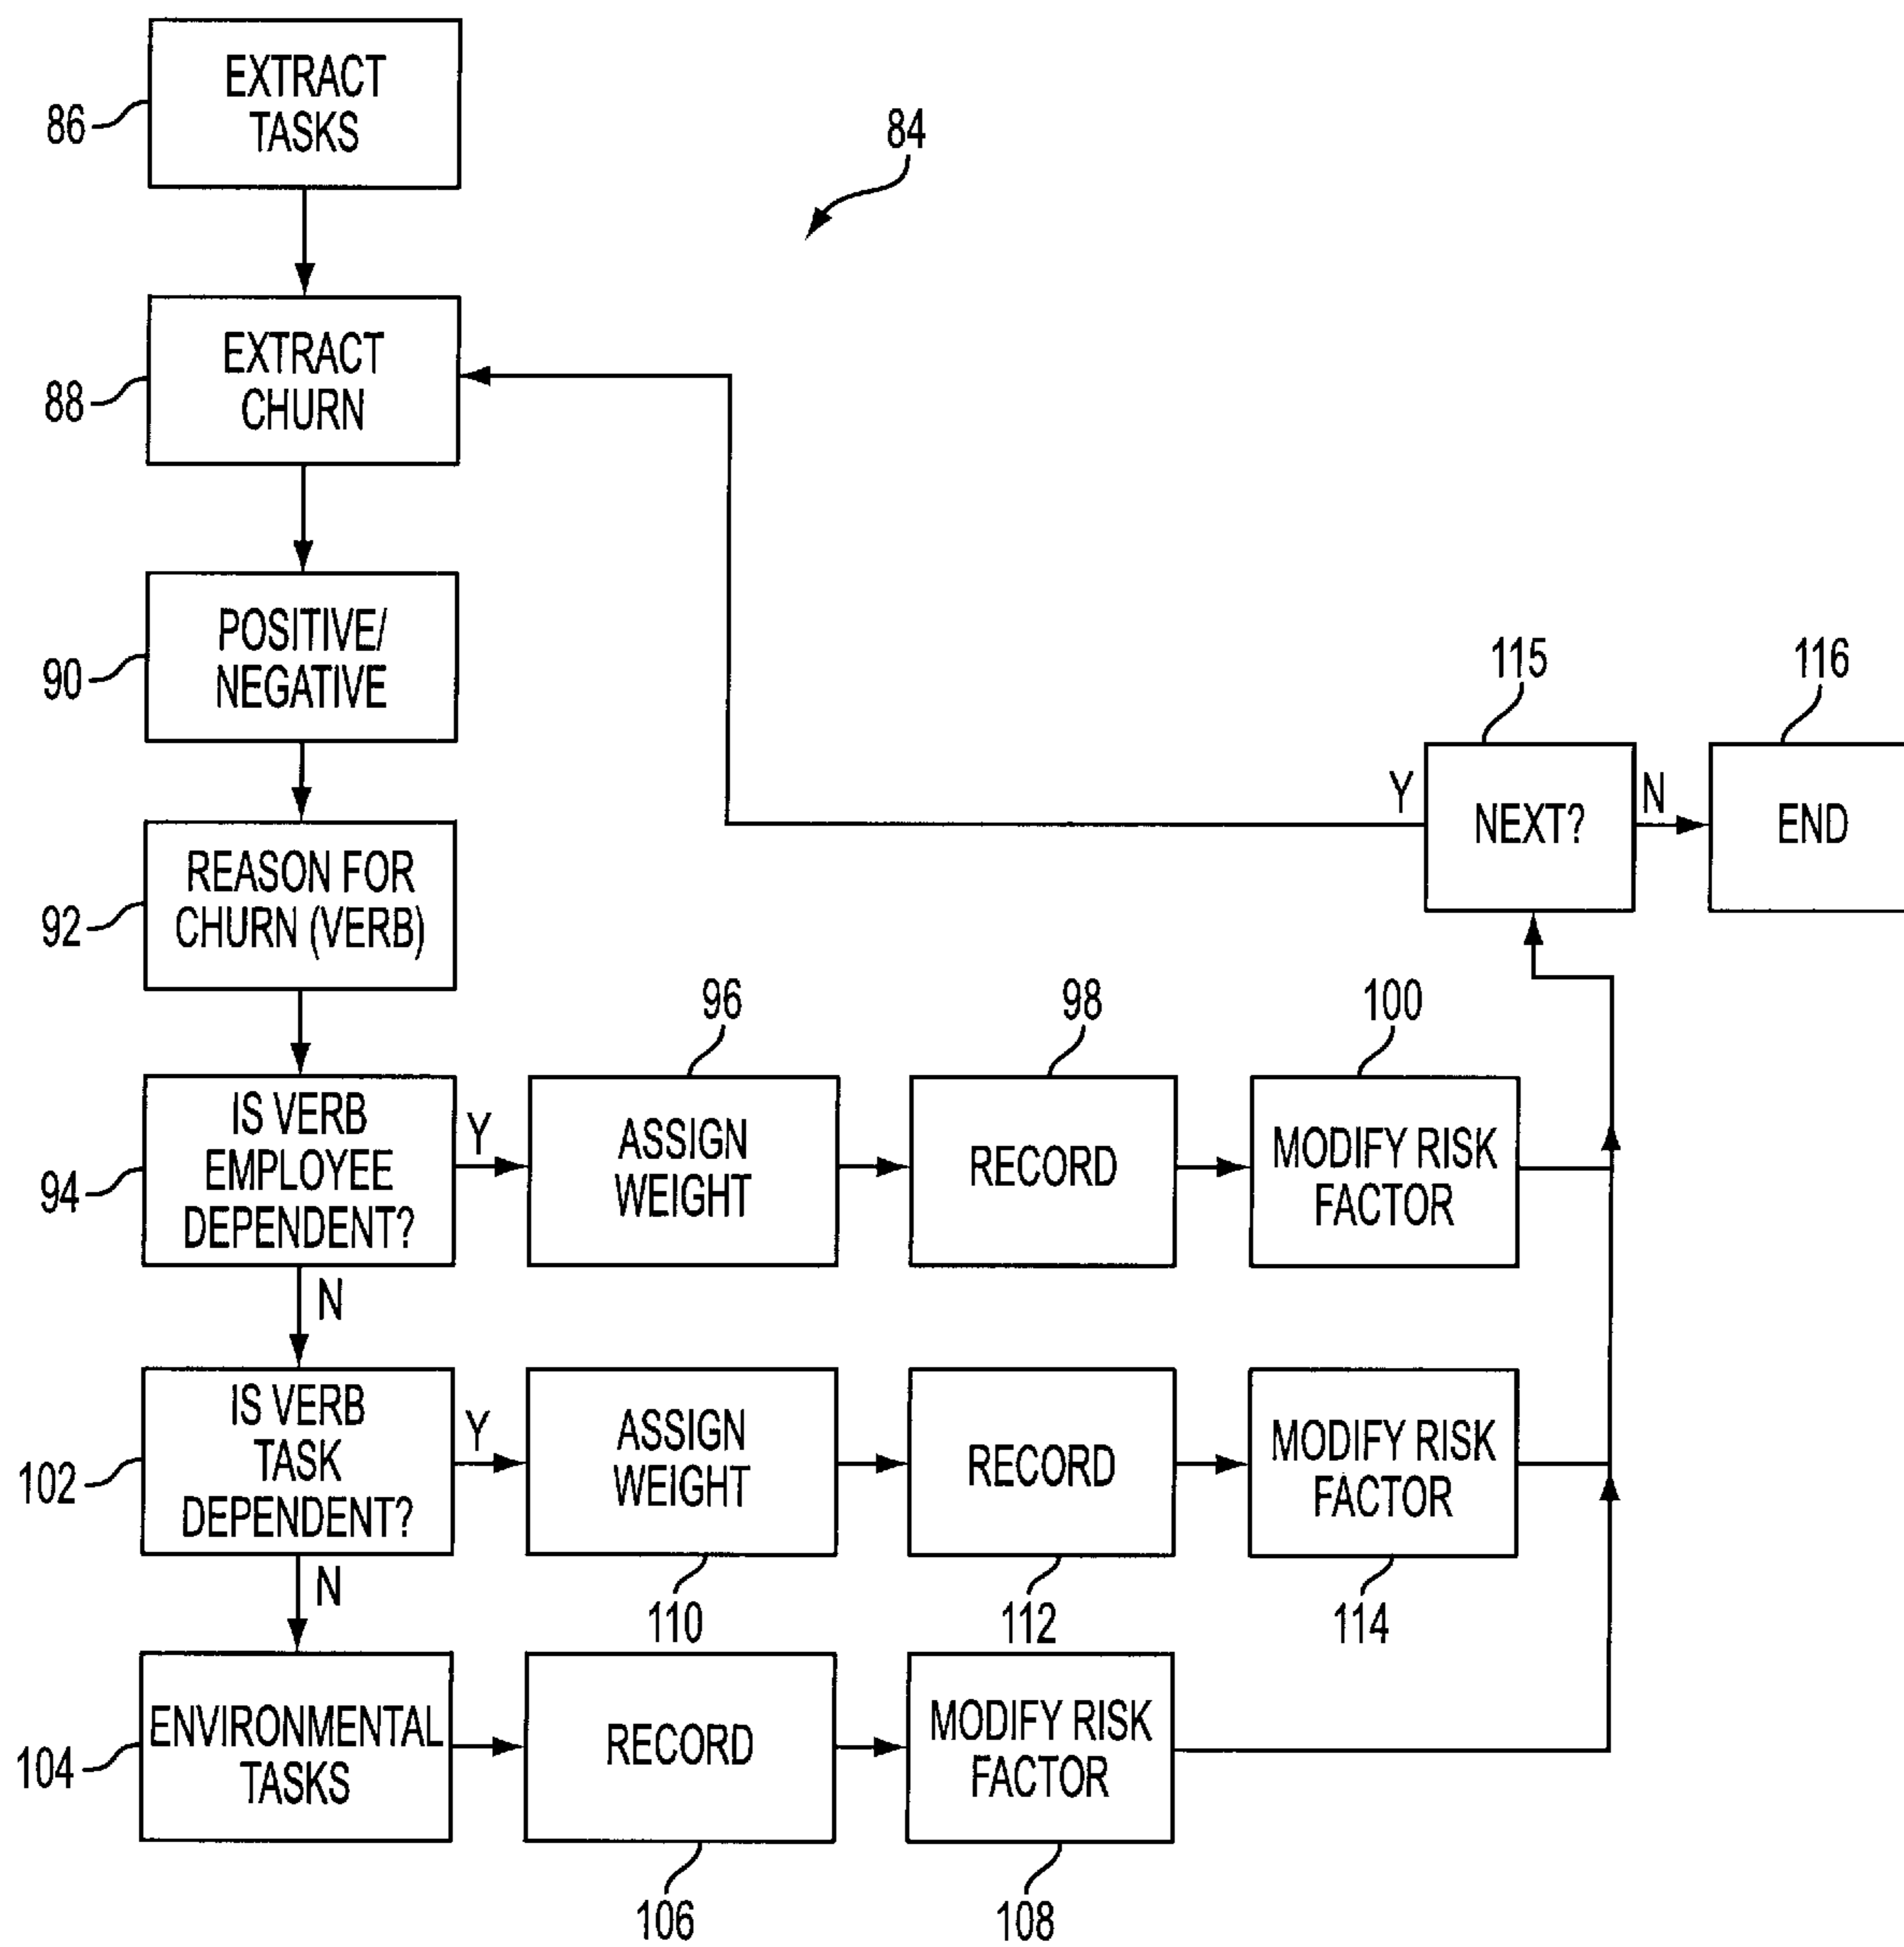 EXTRACT
TASKS
86
84
EXTRACT
CHURN
88
POSITIVE/
NEGATIVE
90
115
116
Y
NEXT?
N
END
REASON FOR
CHURN (VERB)
92
96
98
100
IS VERB
EMPLOYEE
DEPENDENT?
94
Y
ASSIGN
WEIGHT
RECORD
MODIFY RISK
FACTOR
N
IS VERB
TASK
DEPENDENT?
102
Y
ASSIGN
WEIGHT
RECORD
MODIFY RISK
FACTOR
N
110
112
114
ENVIRONMENTAL
TASKS
104
RECORD
MODIFY RISK
FACTOR
106
108